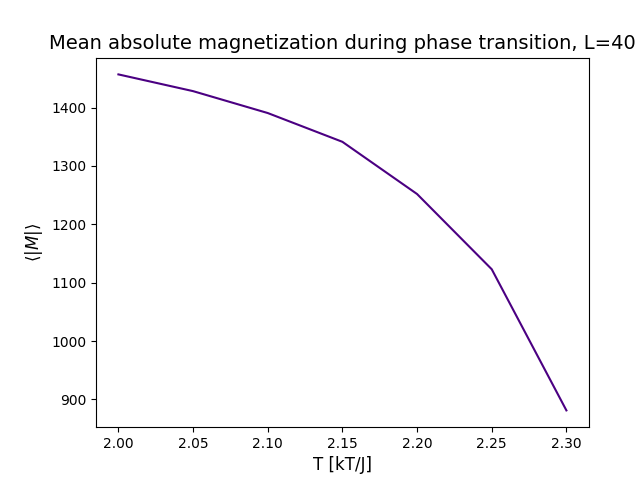 Mean absolute magnetization during phase transition, L=40
⟨|M|⟩
1400
1300
1200
1100
1000
900
2.00 2.05 2.10 2.15 2.20 2.25 2.30
T [kT/J]